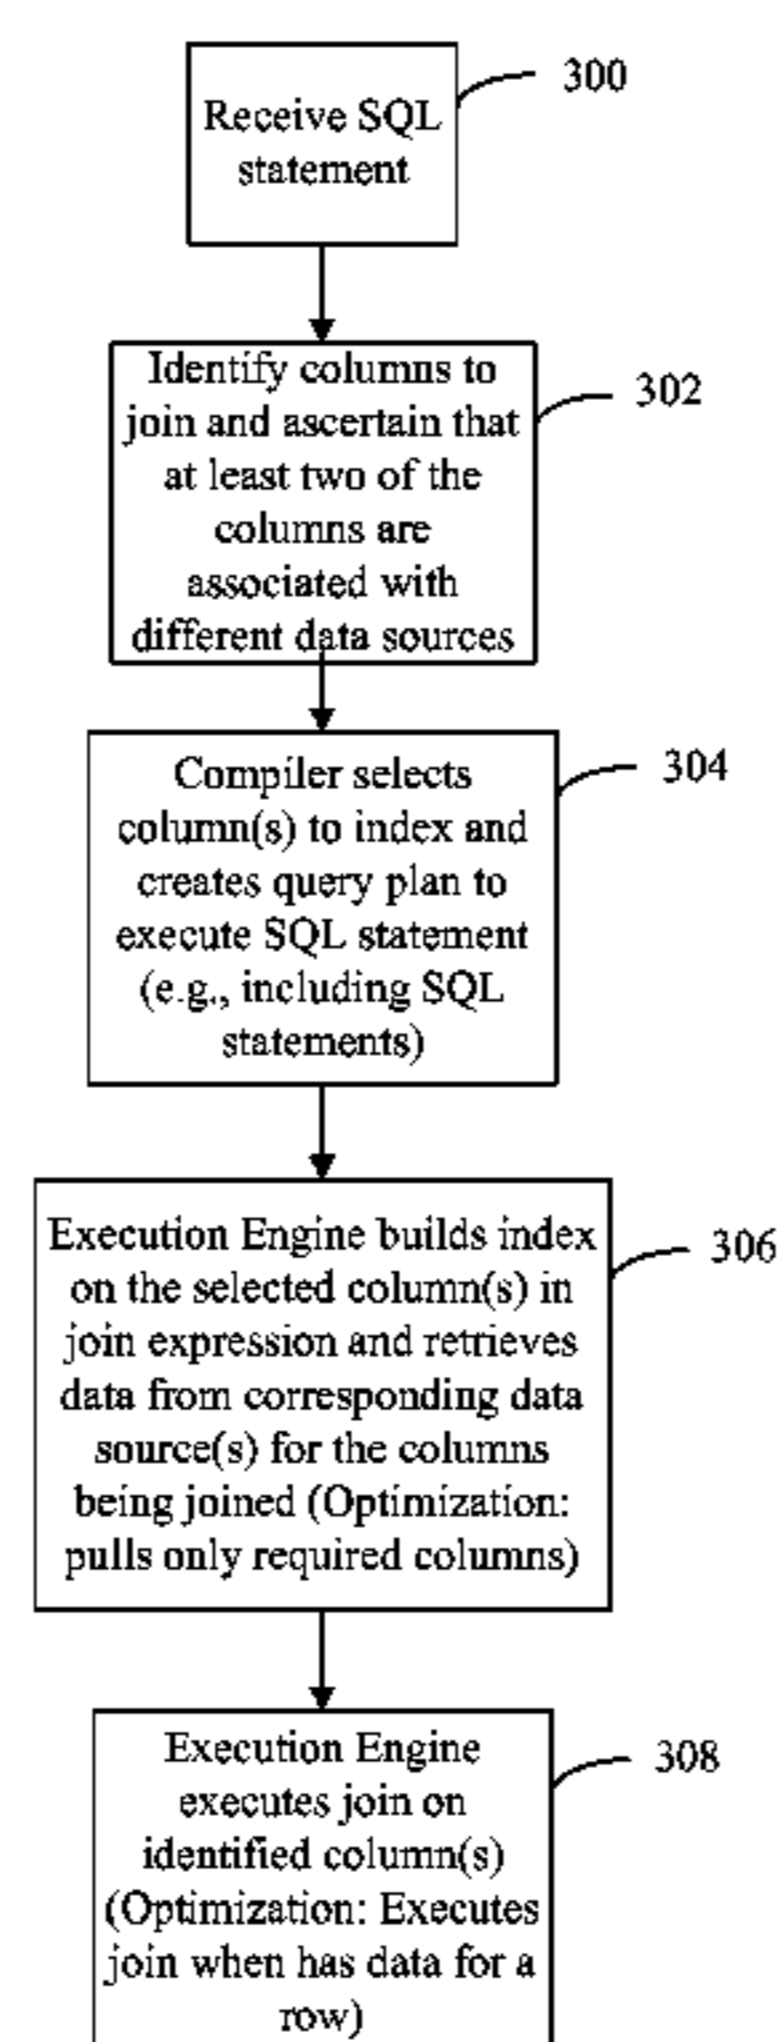 300
Receive SQL
statement
302
Identify columns to
join and ascertain that
at least two of the
columns are
associated with
different data sources
304
Compiler selects
column(s) to index and
creates query plan to
execute SQL statement
(e.g., including SQL
statements)
306
Execution Engine builds index
on the selected column(s) in
join expression and retrieves
data from corresponding data
source(s) for the columns
being joined (Optimization:
pulls only required columns)
308
Execution Engine
executes join on
identified column(s)
(Optimization: Executes
join when has data for a
row)